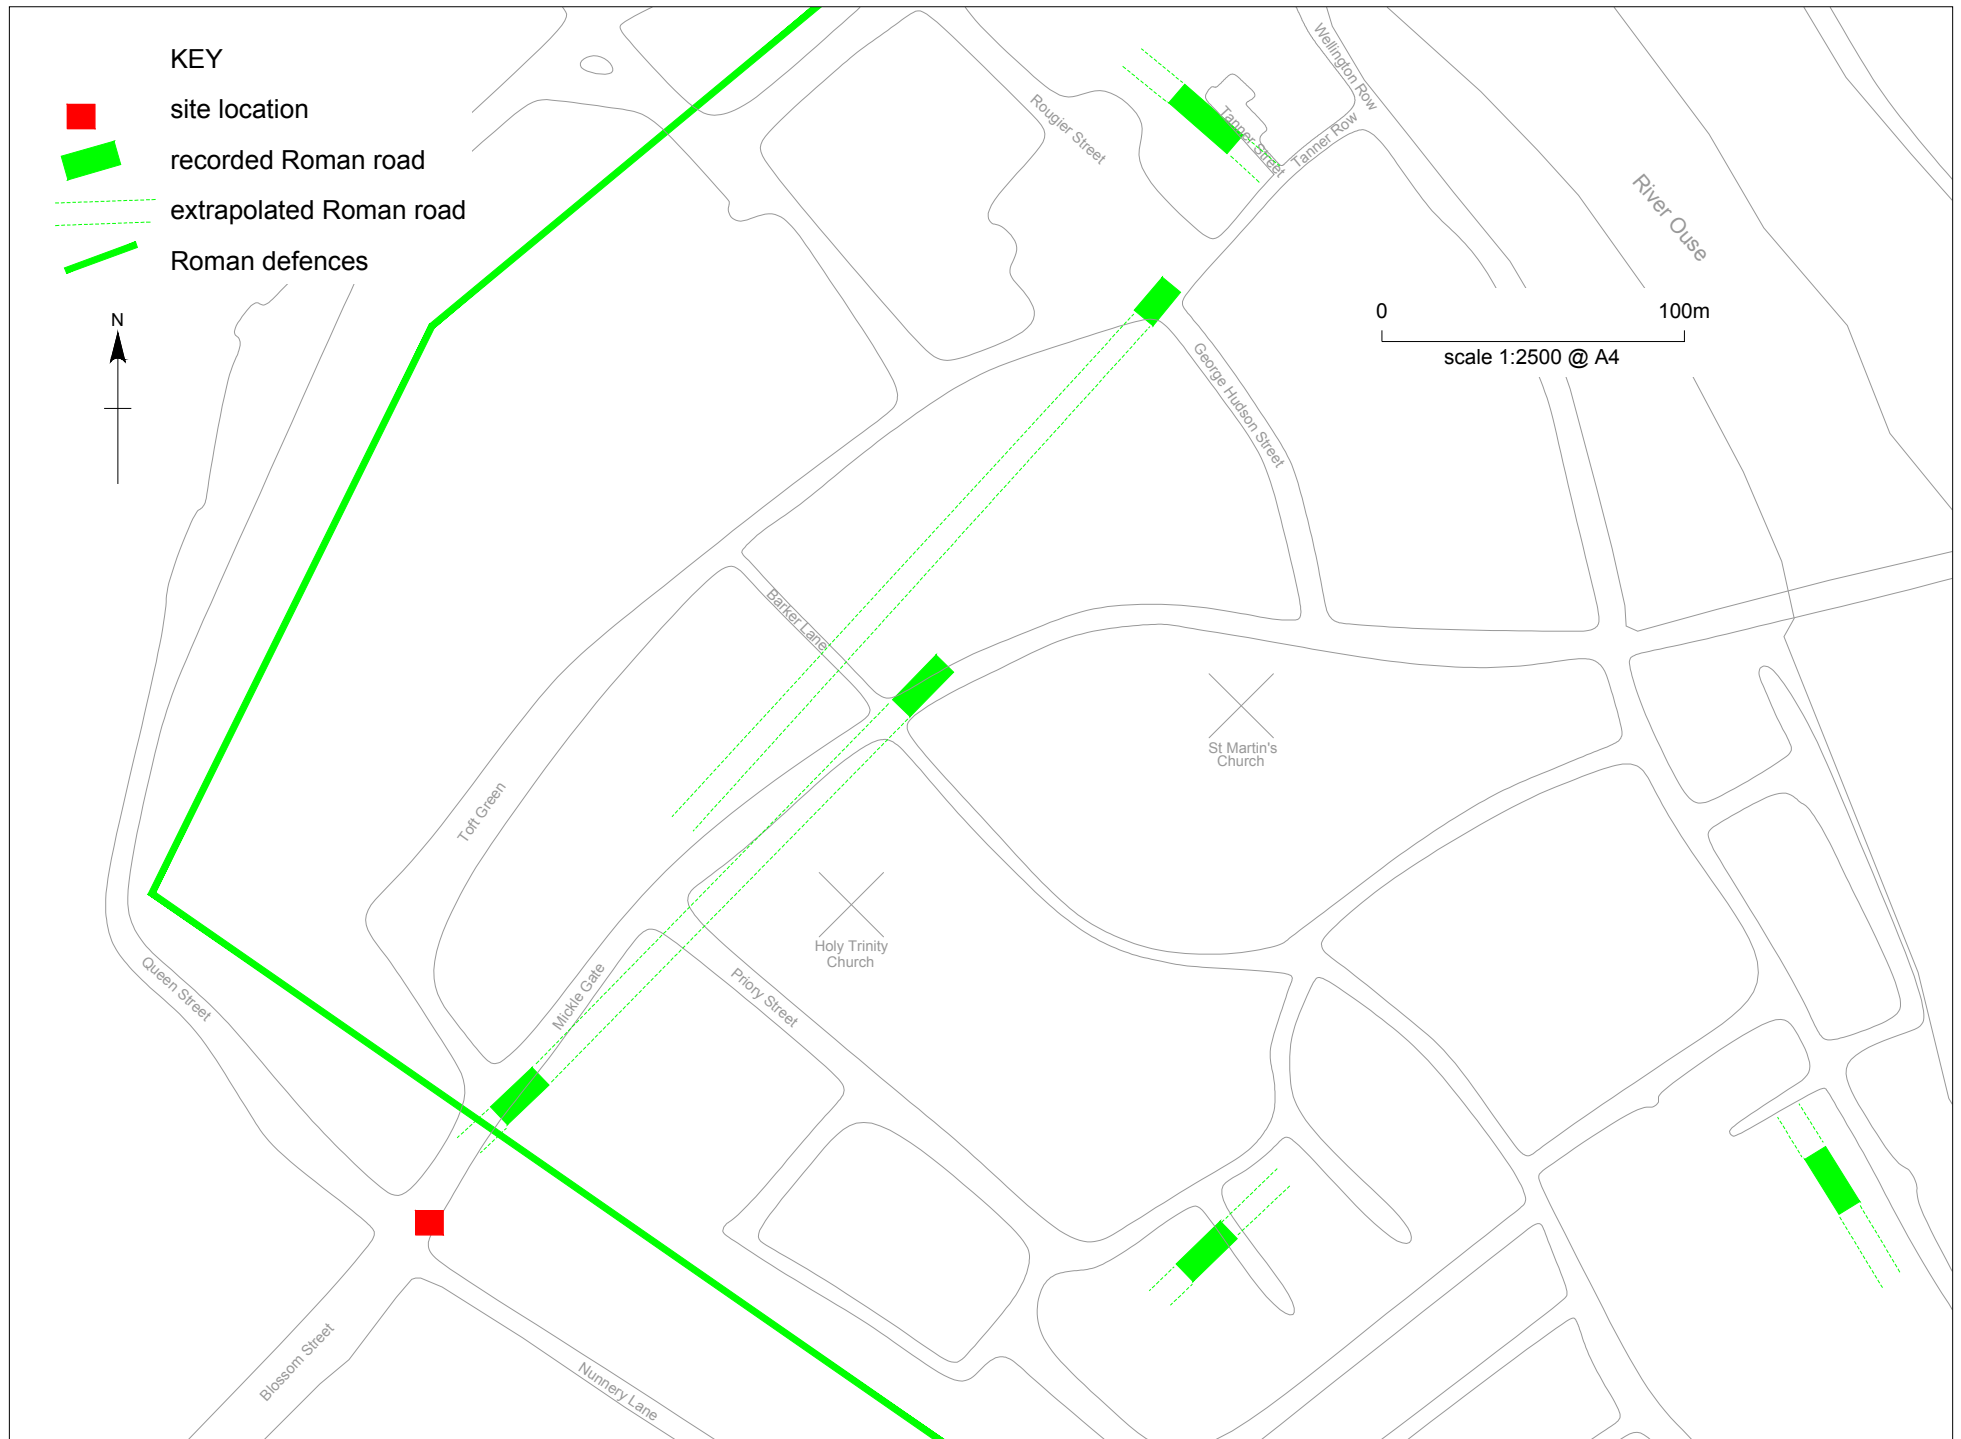 KEY
site location
recorded Roman road
extrapolated Roman road
Roman defences
N
Wellington Row
Rougier Street
Tanner Street
Tanner Row
River Ouse
0 100m
scale 1:2500 @ A4
George Hudson Street
Barker Lane
St Martin's
Church
Toft Green
Holy Trinity
Church
Queen Street
Mickle Gate
Priory Street
Blossom Street
Nunnery Lane